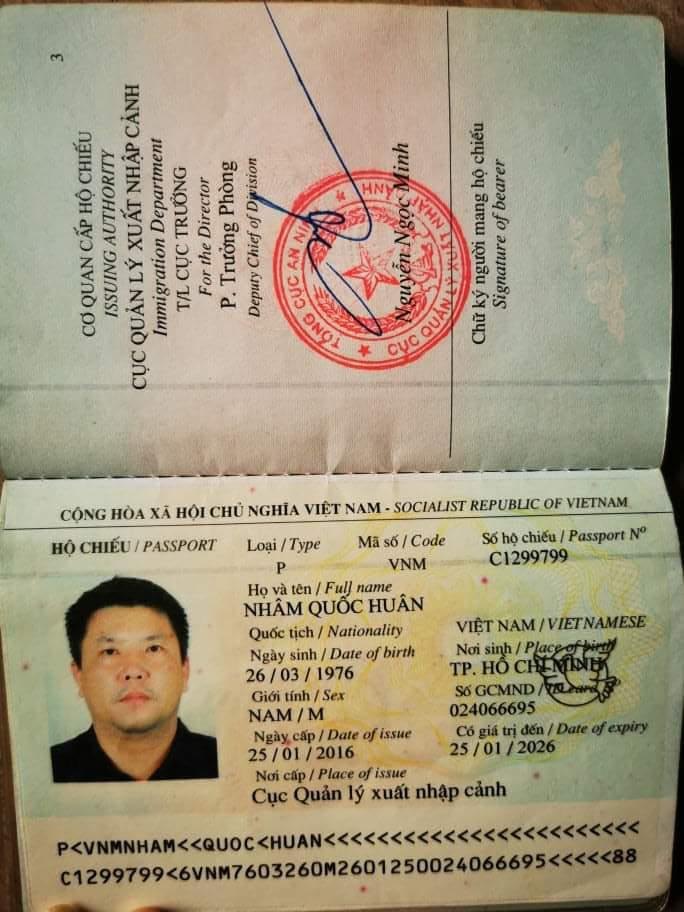 3
CƠ QUAN CẤP HỘ CHIẾU
ISSUING AUTHORITY
CỤC QUẢN LÝ XUẤT NHẬP CẢNH
Immigration Department
T/L CỤC TRƯỞNG
For the Director
P. Trưởng Phòng
Deputy Chief of Division
TỔNG CỤC AN NINH
CỤC QUẢN LÝ XUẤT NHẬP CẢNH
Nguyễn Ngọc Minh
Chữ ký người mang hộ chiếu
Signature of bearer
CỘNG HÒA XÃ HỘI CHỦ NGHĨA VIỆT NAM - SOCIALIST REPUBLIC OF VIETNAM
HỘ CHIẾU / PASSPORT Loại / Type Mã số / Code Số hộ chiếu / Passport Nº
P VNM C1299799
Họ và tên / Full name
NHÂM QUỐC HUÂN
Quốc tịch / Nationality VIỆT NAM / VIETNAMESE
Ngày sinh / Date of birth Nơi sinh / Place of birth
26 / 03 / 1976 TP. HỒ CHÍ MINH
Giới tính / Sex Số GCMND / ID card Nº
NAM / M 024066695
Ngày cấp / Date of issue Có giá trị đến / Date of expiry
25 / 01 / 2016 25 / 01 / 2026
Nơi cấp / Place of issue
Cục Quản lý xuất nhập cảnh
P<VNMNHAM<<QUOC<HUAN<<<<<<<<<<<<<<<<<<<<<<<<
C1299799<6VNM7603260M2601250024066695<<<<<88